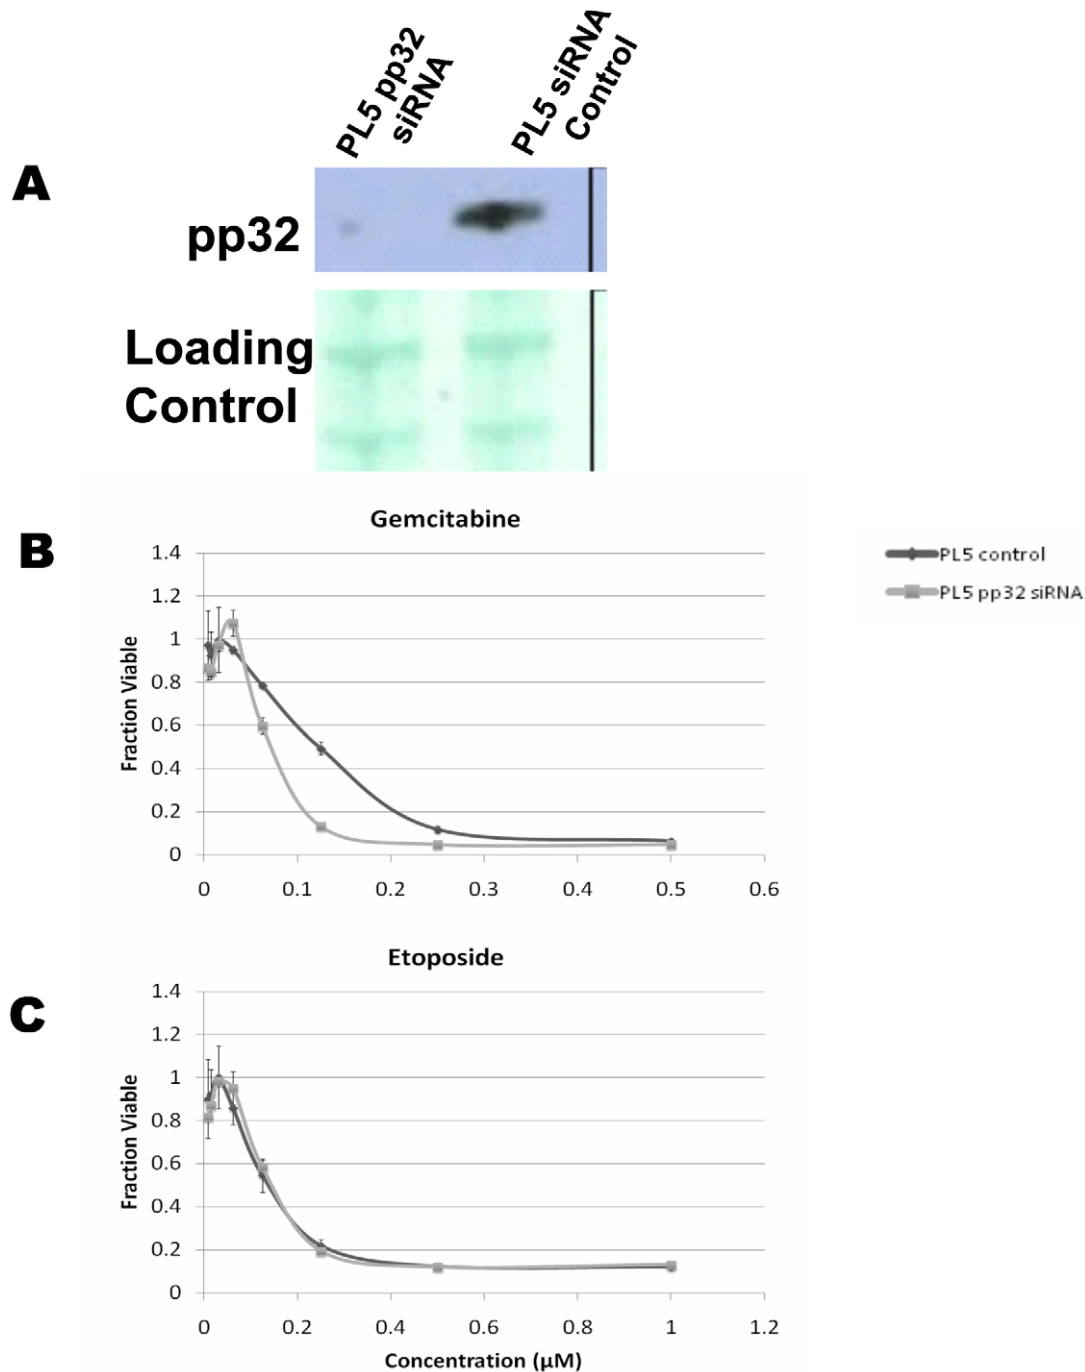 PL5 pp32
siRNA
PL5 siRNA
Control
A
pp32
Loading
Control
B
Gemcitabine
PL5 control
PL5 pp32 siRNA
Fraction Viable
1.4
1.2
1
0.8
0.6
0.4
0.2
0
0 0.1 0.2 0.3 0.4 0.5 0.6
C
Etoposide
Fraction Viable
1.4
1.2
1
0.8
0.6
0.4
0.2
0
0 0.2 0.4 0.6 0.8 1 1.2
Concentration (µM)